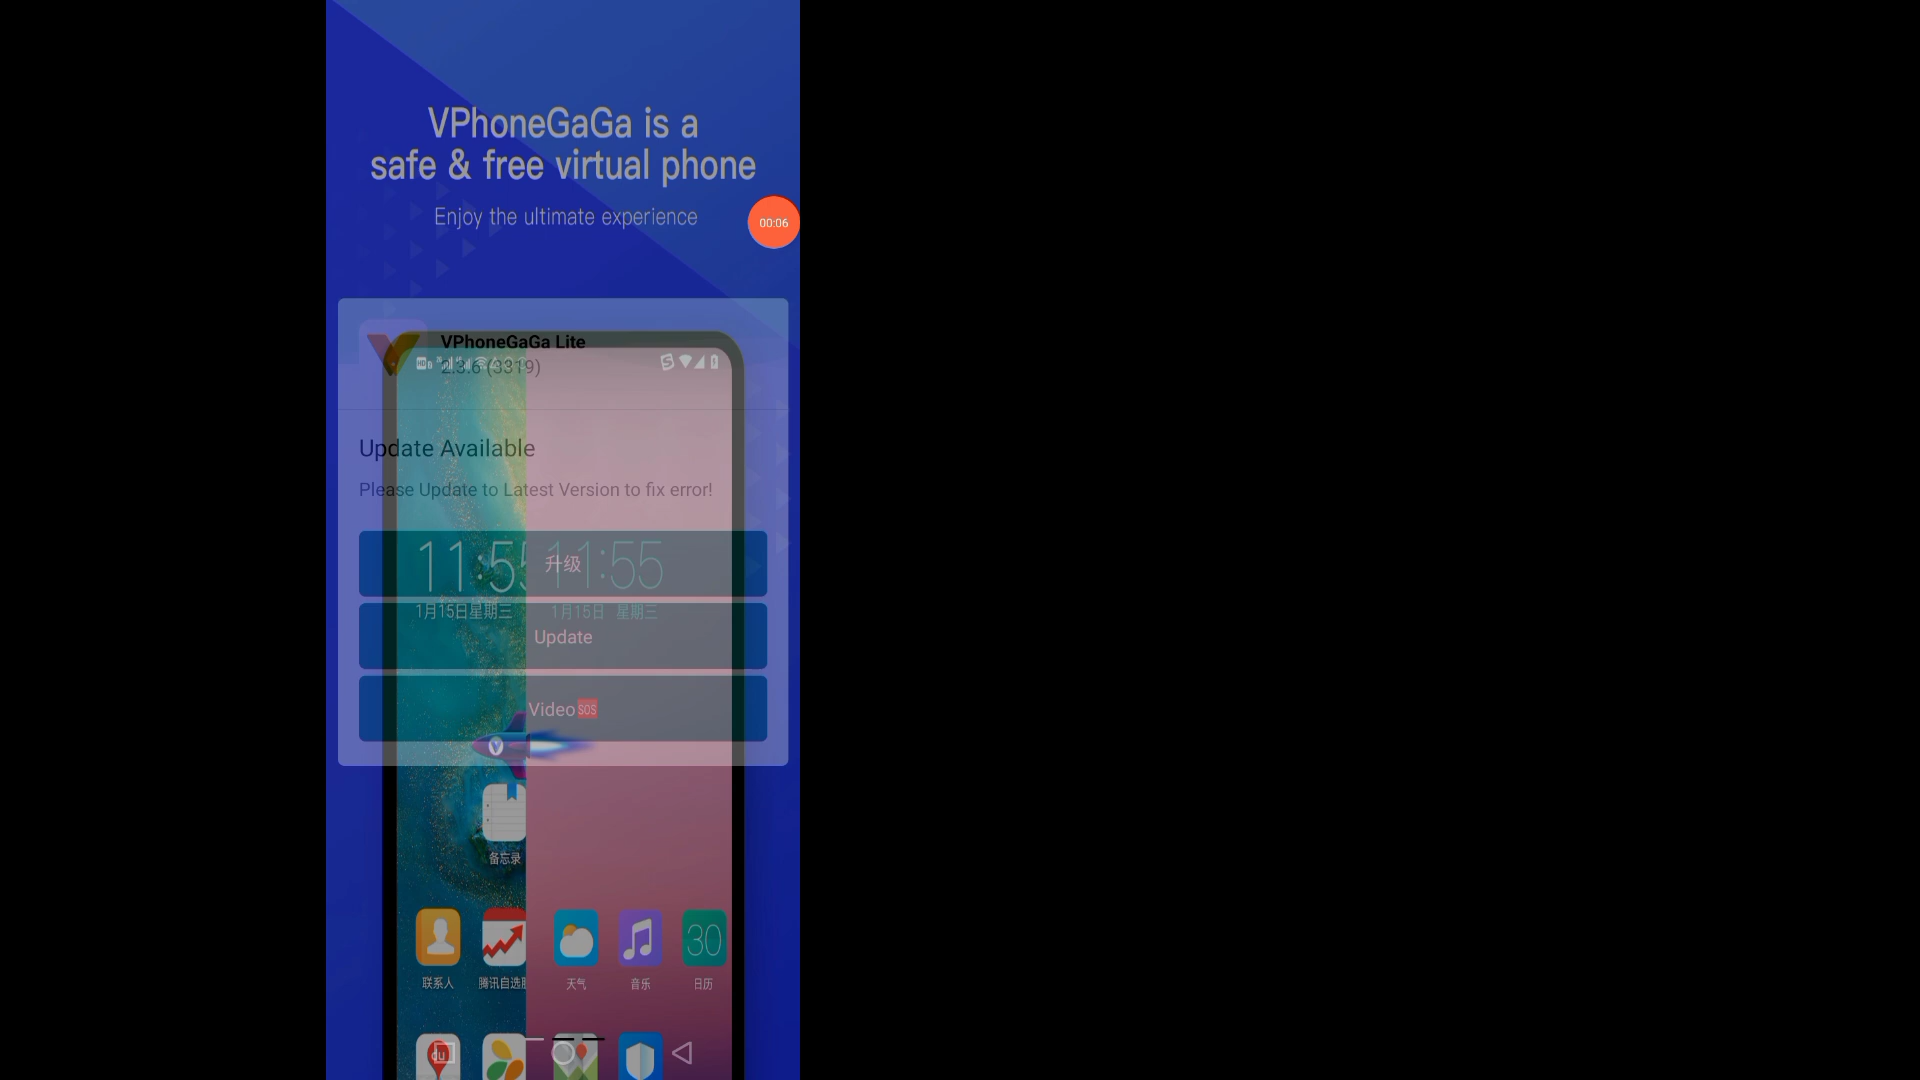 VPhoneGaGa is a
safe & free virtual phone
Enjoy the ultimate experience
00:06
VPhoneGaGa Lite
2.3.6 (3319)
Update Available
Please Update to Latest Version to fix error!
11:55
11:55
升级
1月15日星期三
1月15日 星期三
Update
Video SOS
备忘录
30
联系人
腾讯自选
天气
音乐
日历
du